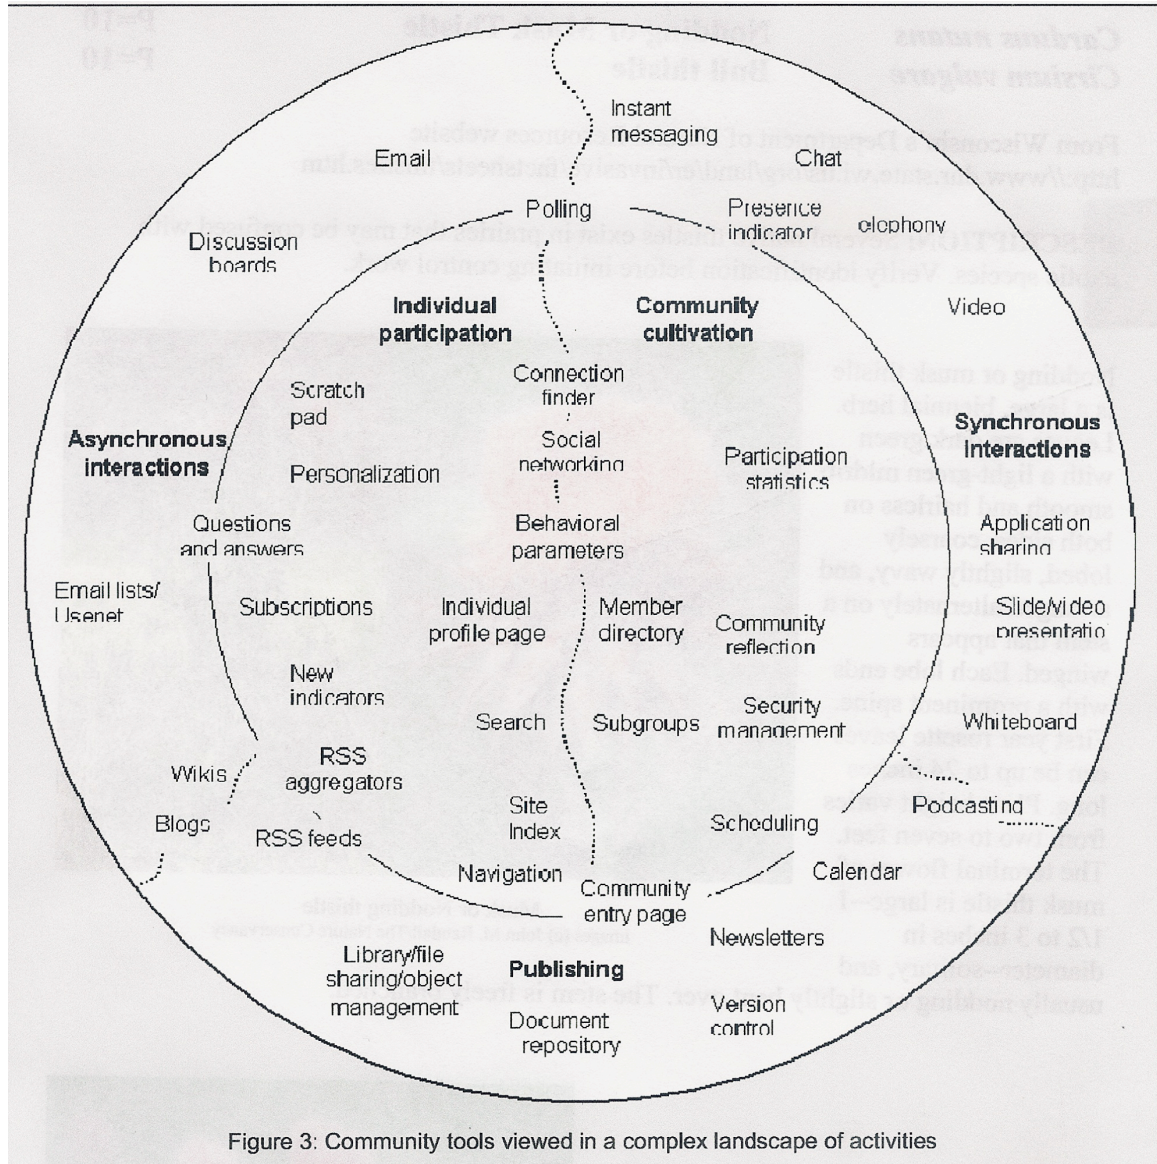 Instant
messaging
Email
Chat
Polling
Presence
indicator
elephony
Discussion
boards
Video
Individual
participation
Community
cultivation
Connection
finder
Scratch
pad
Asynchronous
interactions
Synchronous
Interactions
Social
networking
Personalization
Participation
statistics
Questions
and answers
Behavioral
parameters
Application
sharing
Email lists/
Usenet
Subscriptions
Individual
profile page
Member
directory
Community
reflection
Slide/video
presentatio
New
indicators
Search
Subgroups
Security
management
Whiteboard
Wikis
RSS
aggregators
Blogs
RSS feeds
Site
Index
Scheduling
Podcasting
Navigation
Community
entry page
Calendar
Newsletters
Library/file
sharing/object
management
Publishing
Document
repository
Version
control
Figure 3: Community tools viewed in a complex landscape of activities